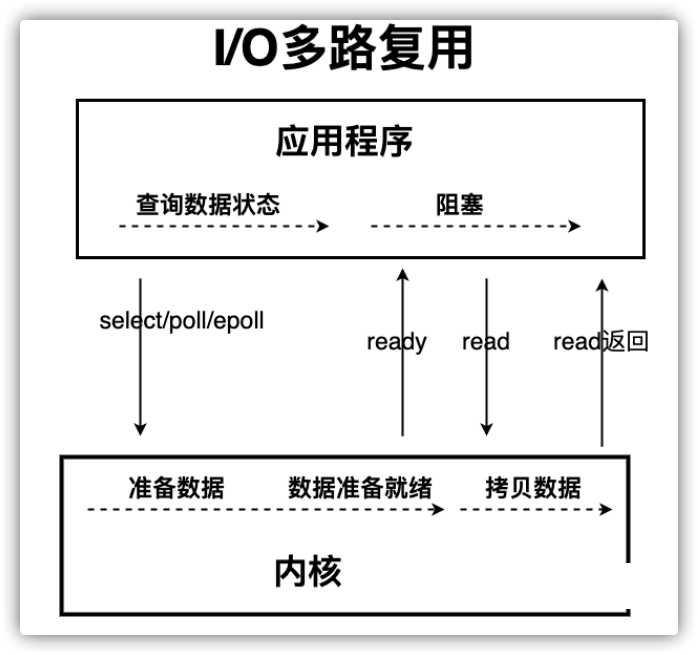 I/O多路复用
应用程序
查询数据状态
阻塞
select/poll/epoll
ready
read
read返回
准备数据
数据准备就绪
拷贝数据
内核